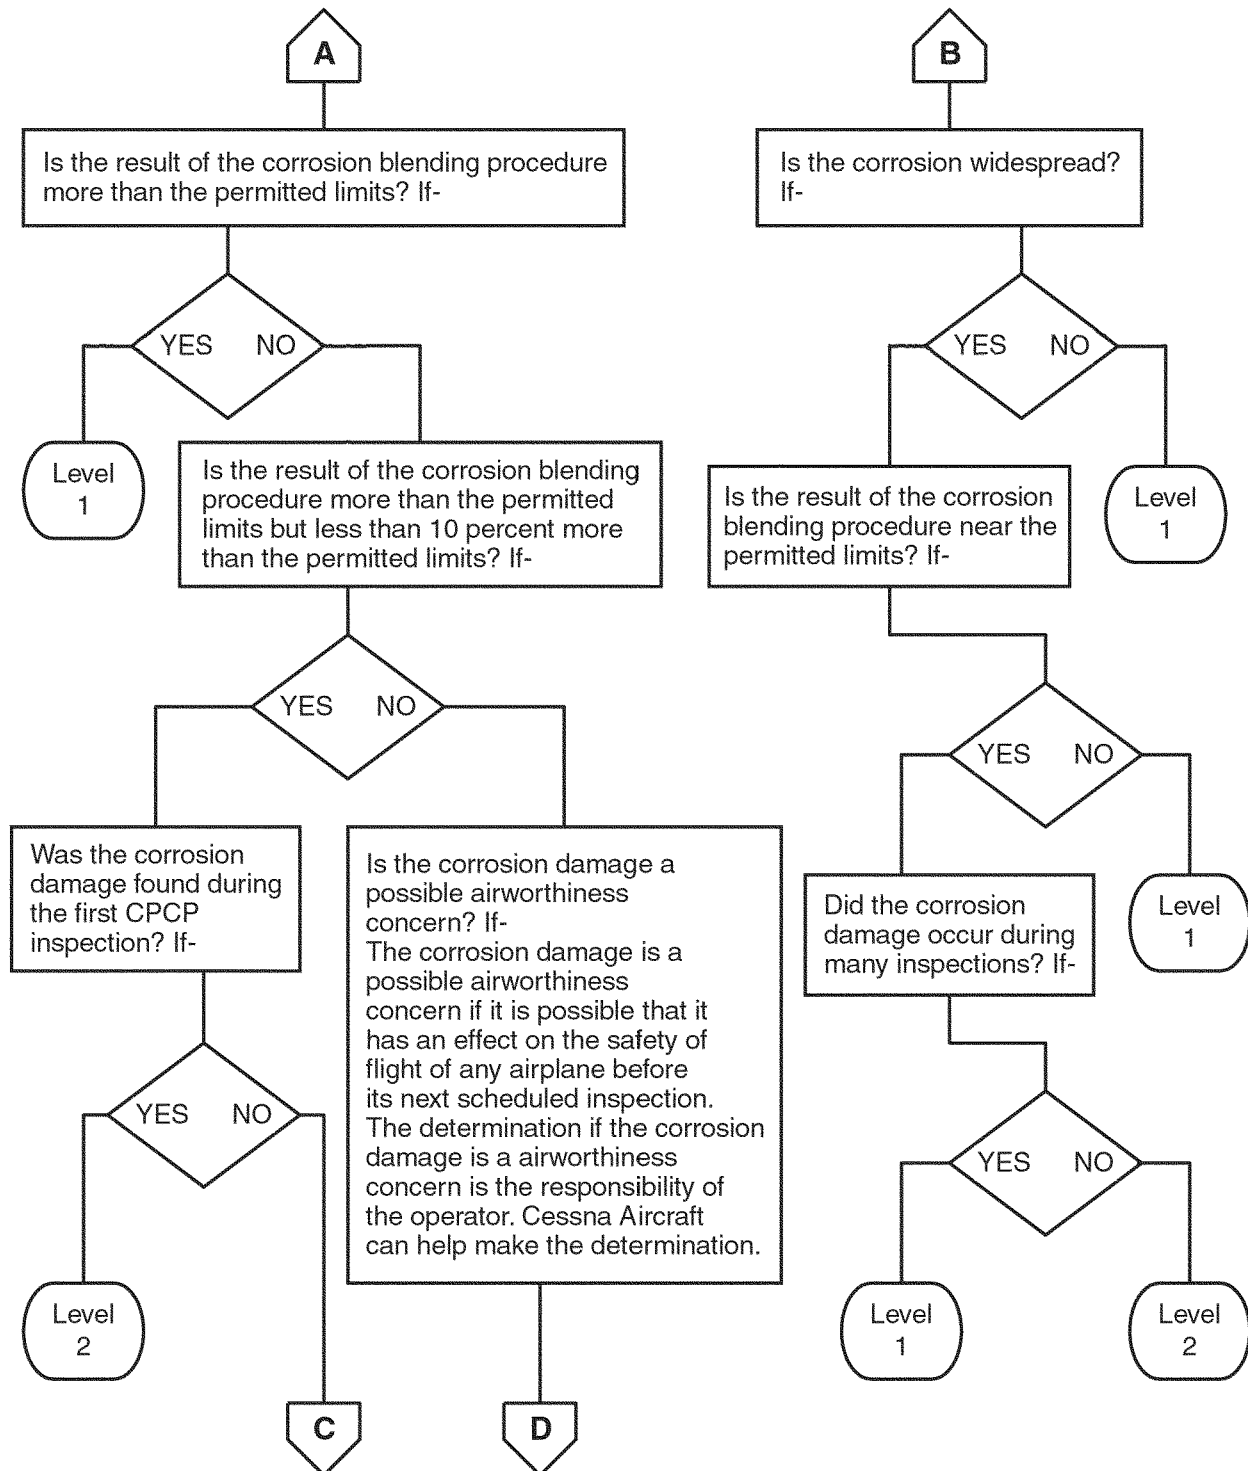 A
Is the result of the corrosion blending procedure
more than the permitted limits? If-
YES NO
Level
1
Is the result of the corrosion blending
procedure more than the permitted
limits but less than 10 percent more
than the permitted limits? If-
YES NO
Was the corrosion
damage found during
the first CPCP
inspection? If-
YES NO
Level
2
C
Is the corrosion damage a
possible airworthiness
concern? If-
The corrosion damage is a
possible airworthiness
concern if it is possible that it
has an effect on the safety of
flight of any airplane before
its next scheduled inspection.
The determination if the corrosion
damage is a airworthiness
concern is the responsibility of
the operator. Cessna Aircraft
can help make the determination.
D
B
Is the corrosion widespread?
If-
YES NO
Level
1
Is the result of the corrosion
blending procedure near the
permitted limits? If-
YES NO
Level
1
Did the corrosion
damage occur during
many inspections? If-
YES NO
Level
1
Level
2